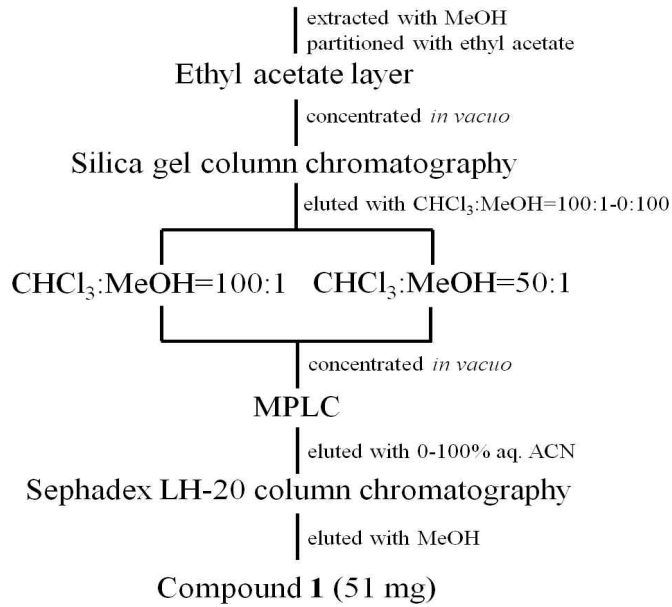 extracted with MeOH
partitioned with ethyl acetate
Ethyl acetate layer
concentrated in vacuo
Silica gel column chromatography
eluted with CHCl₃:MeOH=100:1-0:100
CHCl₃:MeOH=100:1 CHCl₃:MeOH=50:1
concentrated in vacuo
MPLC
eluted with 0-100% aq. ACN
Sephadex LH-20 column chromatography
eluted with MeOH
Compound 1 (51 mg)